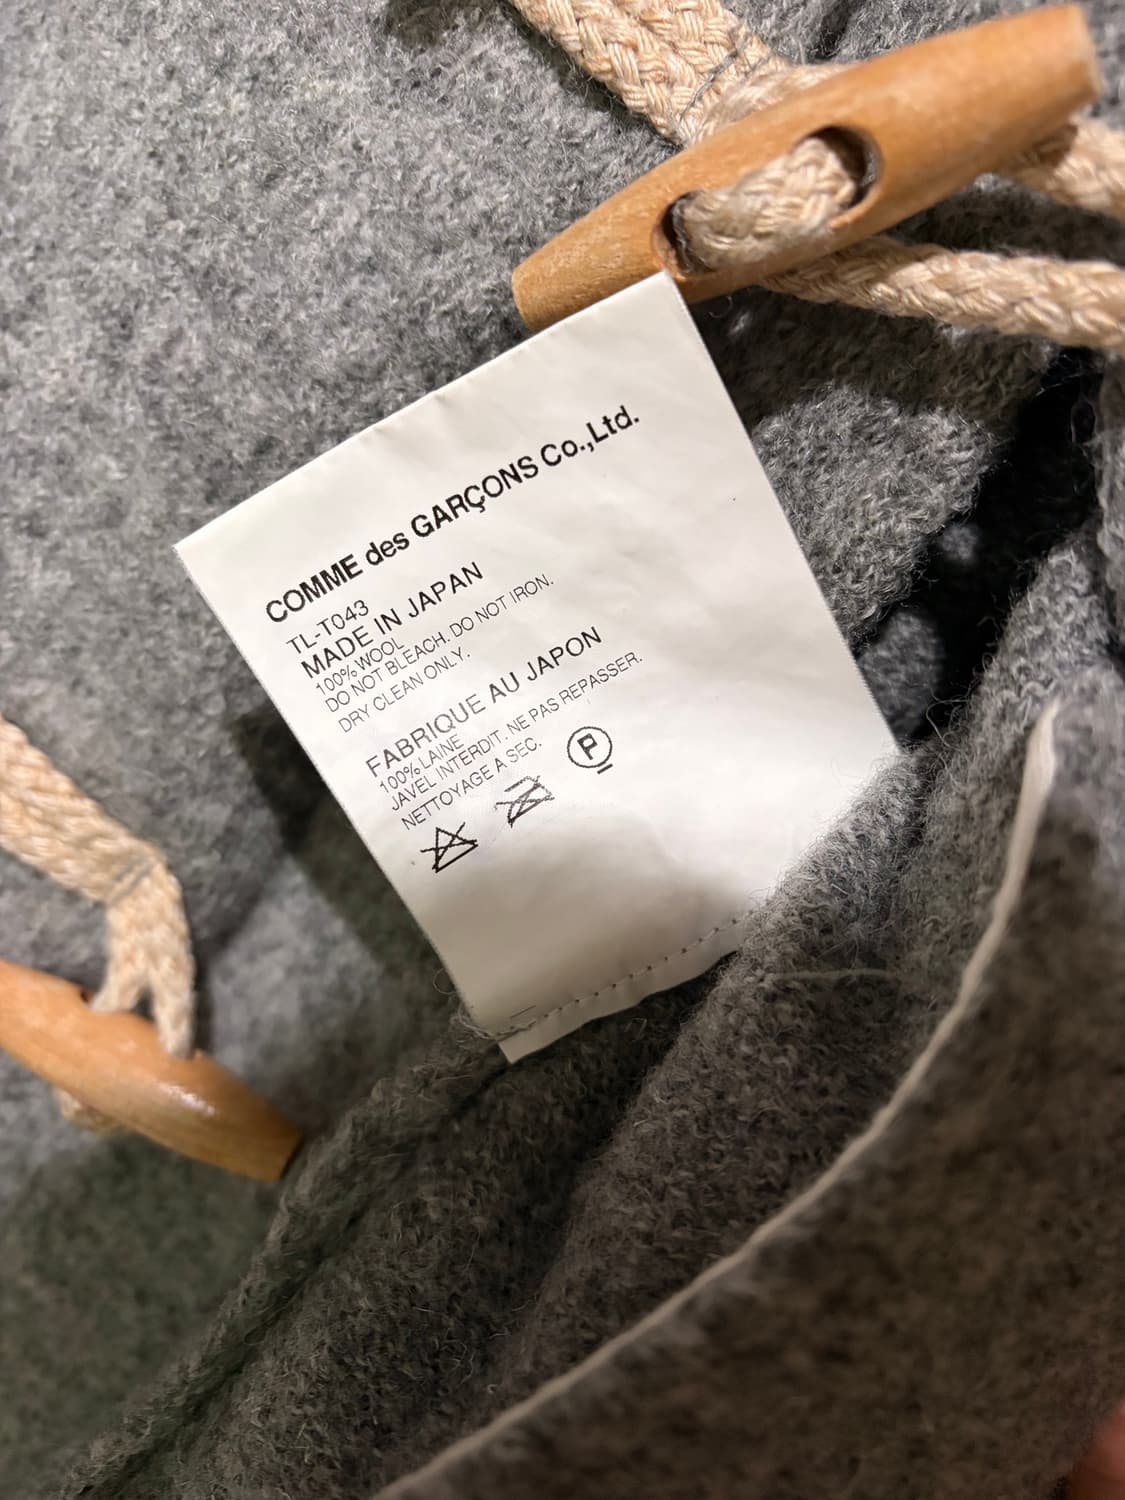 COMME des GARÇONS Co.,Ltd.
TL-T043
MADE IN JAPAN
100% WOOL
DO NOT BLEACH. DO NOT IRON.
DRY CLEAN ONLY.
FABRIQUE AU JAPON
100% LAINE
JAVEL INTERDIT. NE PAS REPASSER.
NETTOYAGE A SEC.
P